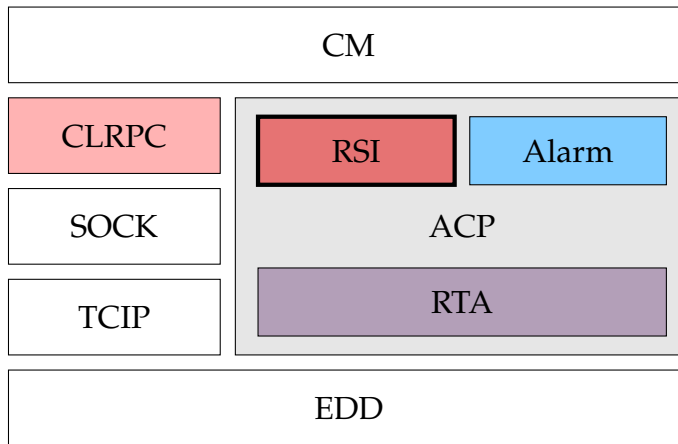 CM
CLRPC
RSI
Alarm
SOCK
ACP
TCIP
RTA
EDD